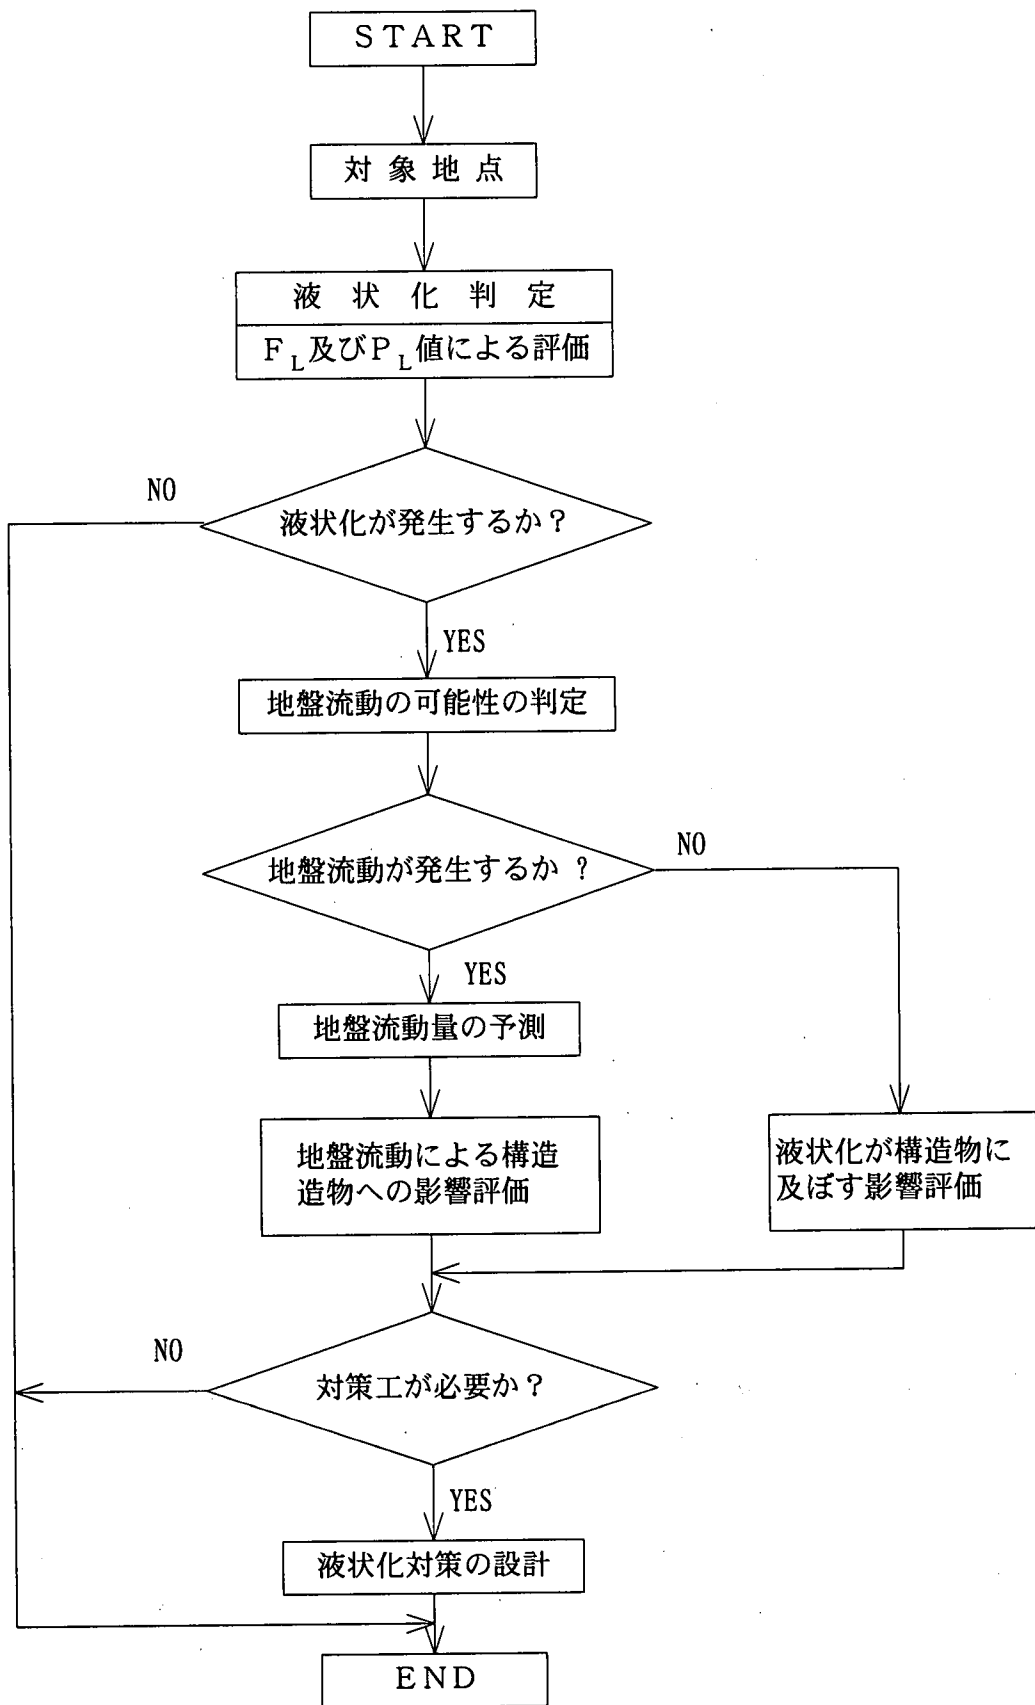 START
対象地点
液状化判定
FL及びPL値による評価
NO
液状化が発生するか？
YES
地盤流動の可能性の判定
NO
地盤流動が発生するか？
YES
地盤流動量の予測
地盤流動による構造
造物への影響評価
液状化が構造物に
及ぼす影響評価
NO
対策工が必要か？
YES
液状化対策の設計
END